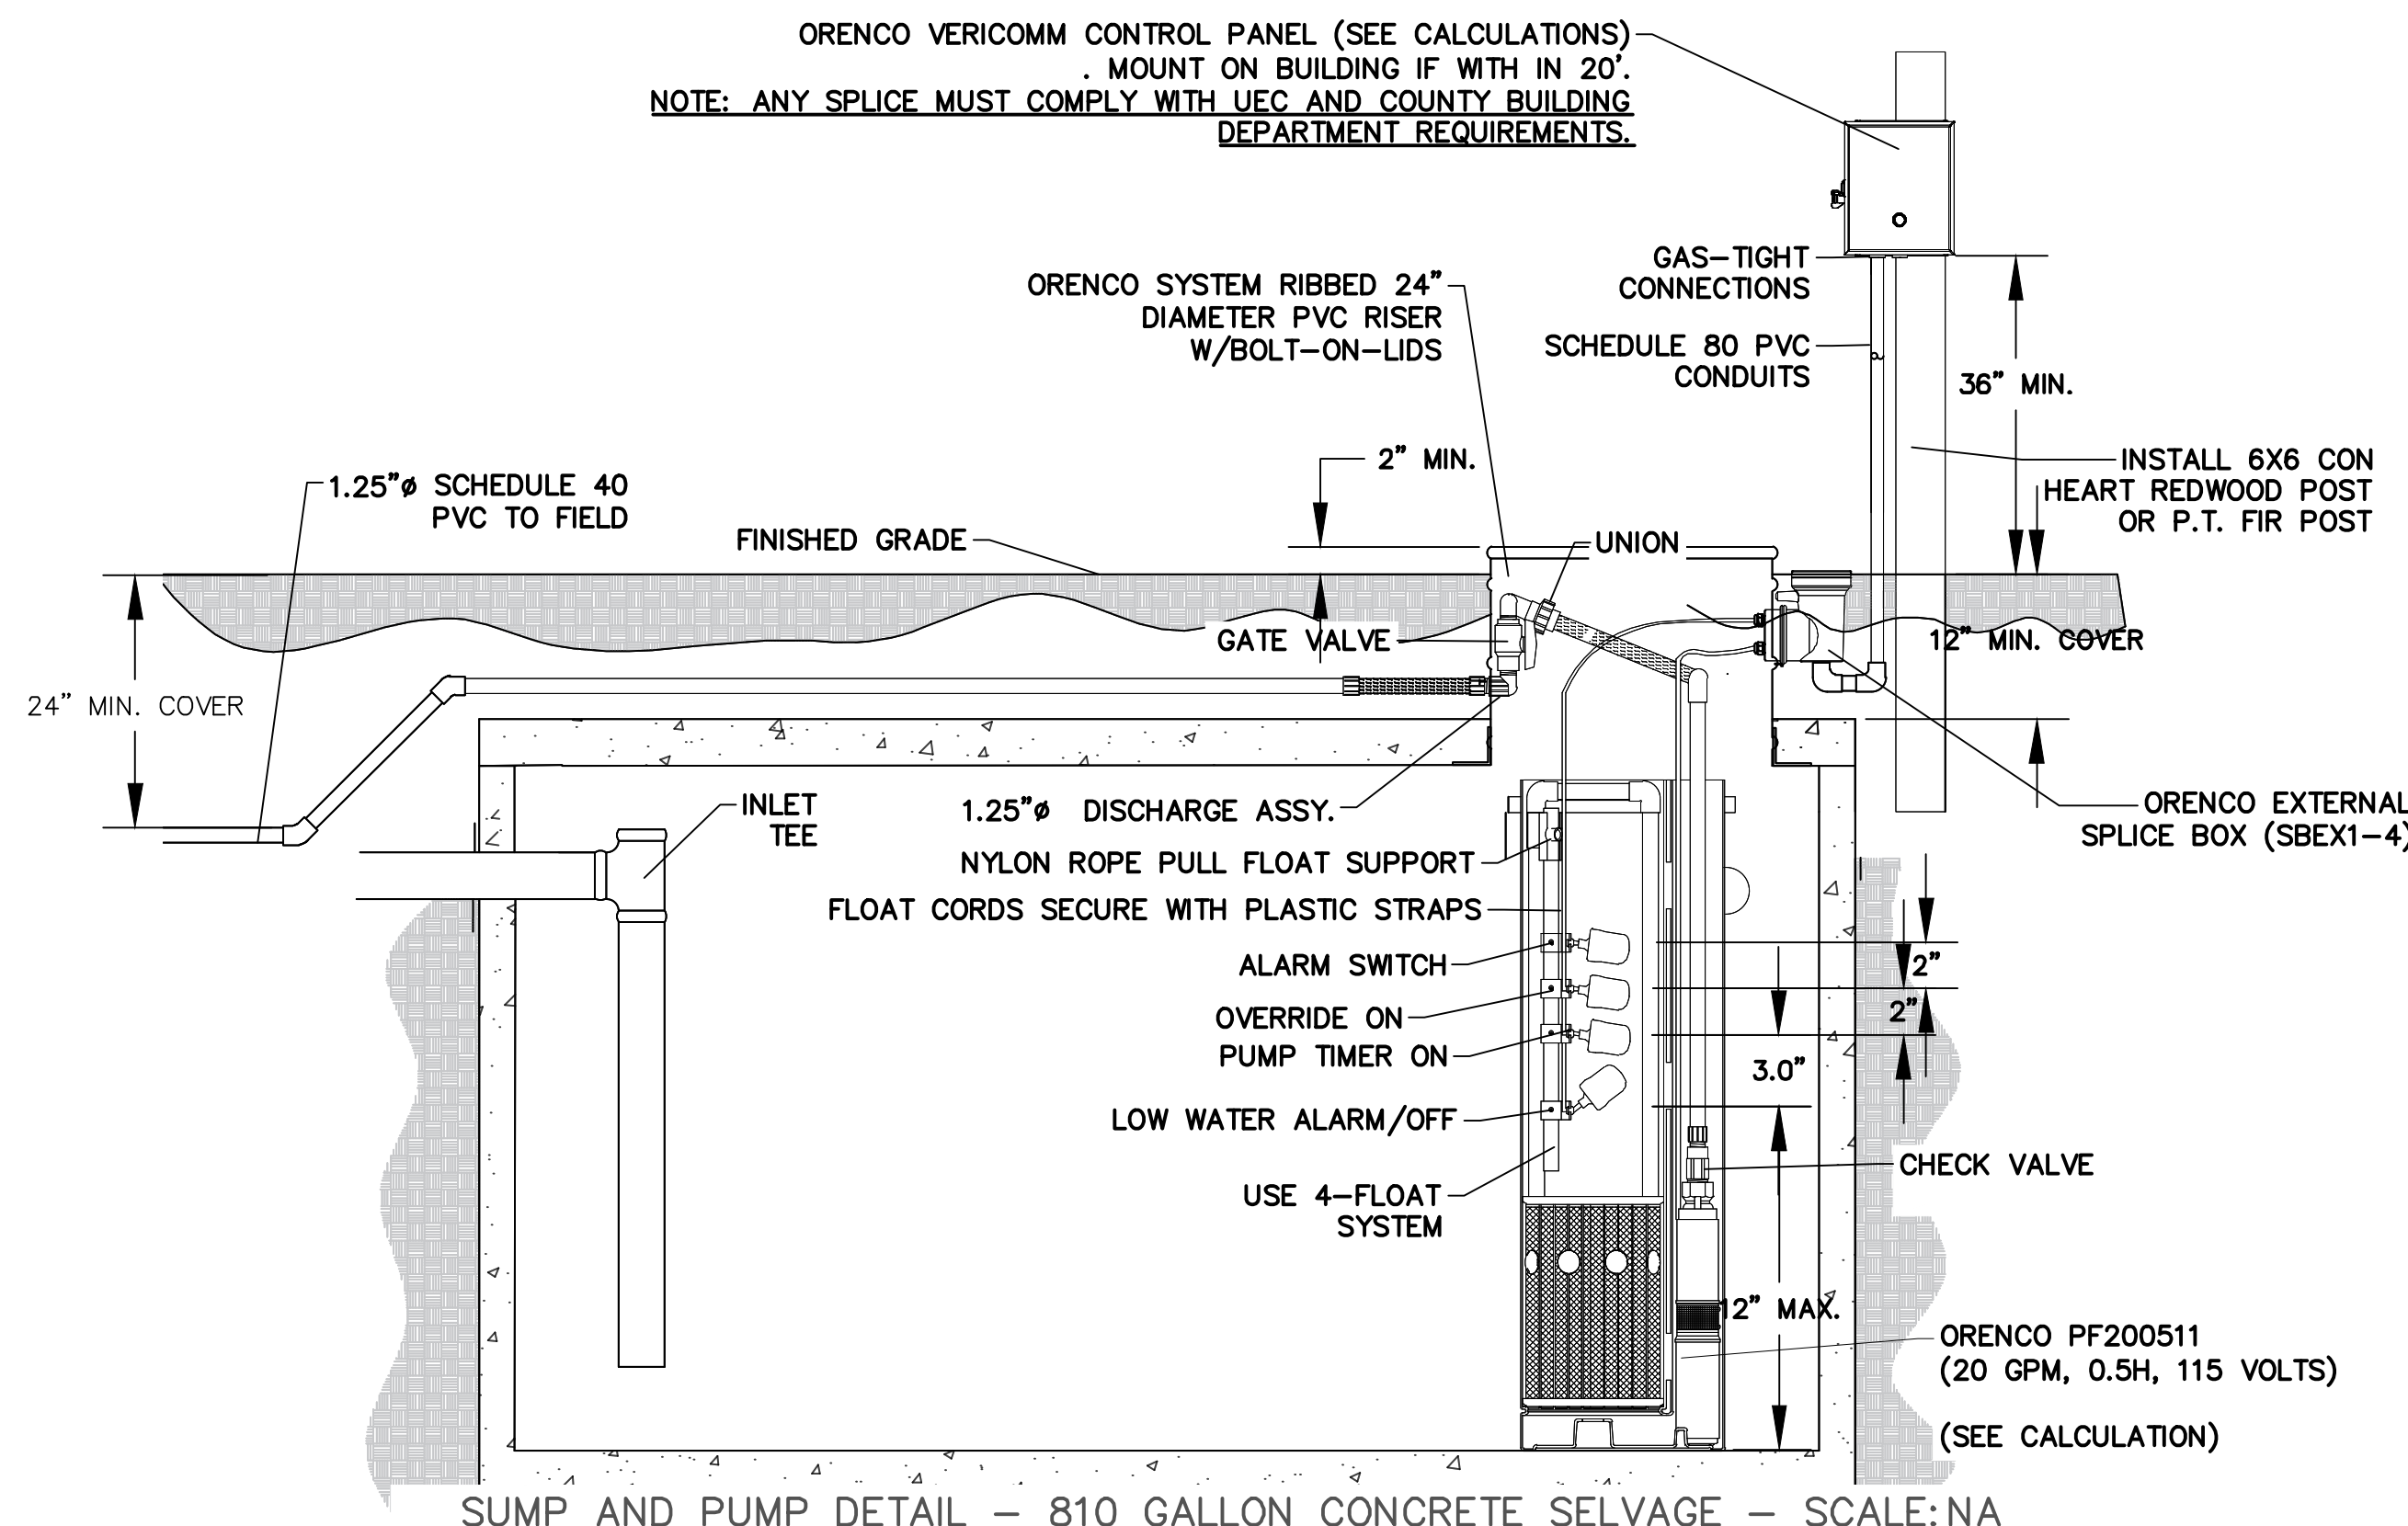 ORENCO VERICOMM CONTROL PANEL (SEE CALCULATIONS)
. MOUNT ON BUILDING IF WITH IN 20'.
NOTE: ANY SPLICE MUST COMPLY WITH UEC AND COUNTY BUILDING
DEPARTMENT REQUIREMENTS.
GAS-TIGHT
CONNECTIONS
ORENCO SYSTEM RIBBED 24"
DIAMETER PVC RISER
W/BOLT-ON-LIDS
SCHEDULE 80 PVC
CONDUITS
36" MIN.
2" MIN.
INSTALL 6X6 CON
HEART REDWOOD POST
OR P.T. FIR POST
1.25"ø SCHEDULE 40
PVC TO FIELD
FINISHED GRADE
UNION
GATE VALVE
12" MIN. COVER
24" MIN. COVER
INLET
TEE
1.25"ø DISCHARGE ASSY.
ORENCO EXTERNAL
SPLICE BOX (SBEX1-4)
NYLON ROPE PULL FLOAT SUPPORT
FLOAT CORDS SECURE WITH PLASTIC STRAPS
ALARM SWITCH
2"
OVERRIDE ON
2"
PUMP TIMER ON
3.0"
LOW WATER ALARM/OFF
CHECK VALVE
USE 4-FLOAT
SYSTEM
12" MAX.
ORENCO PF200511
(20 GPM, 0.5H, 115 VOLTS)
(SEE CALCULATION)
SUMP AND PUMP DETAIL - 810 GALLON CONCRETE SELVAGE - SCALE: NA